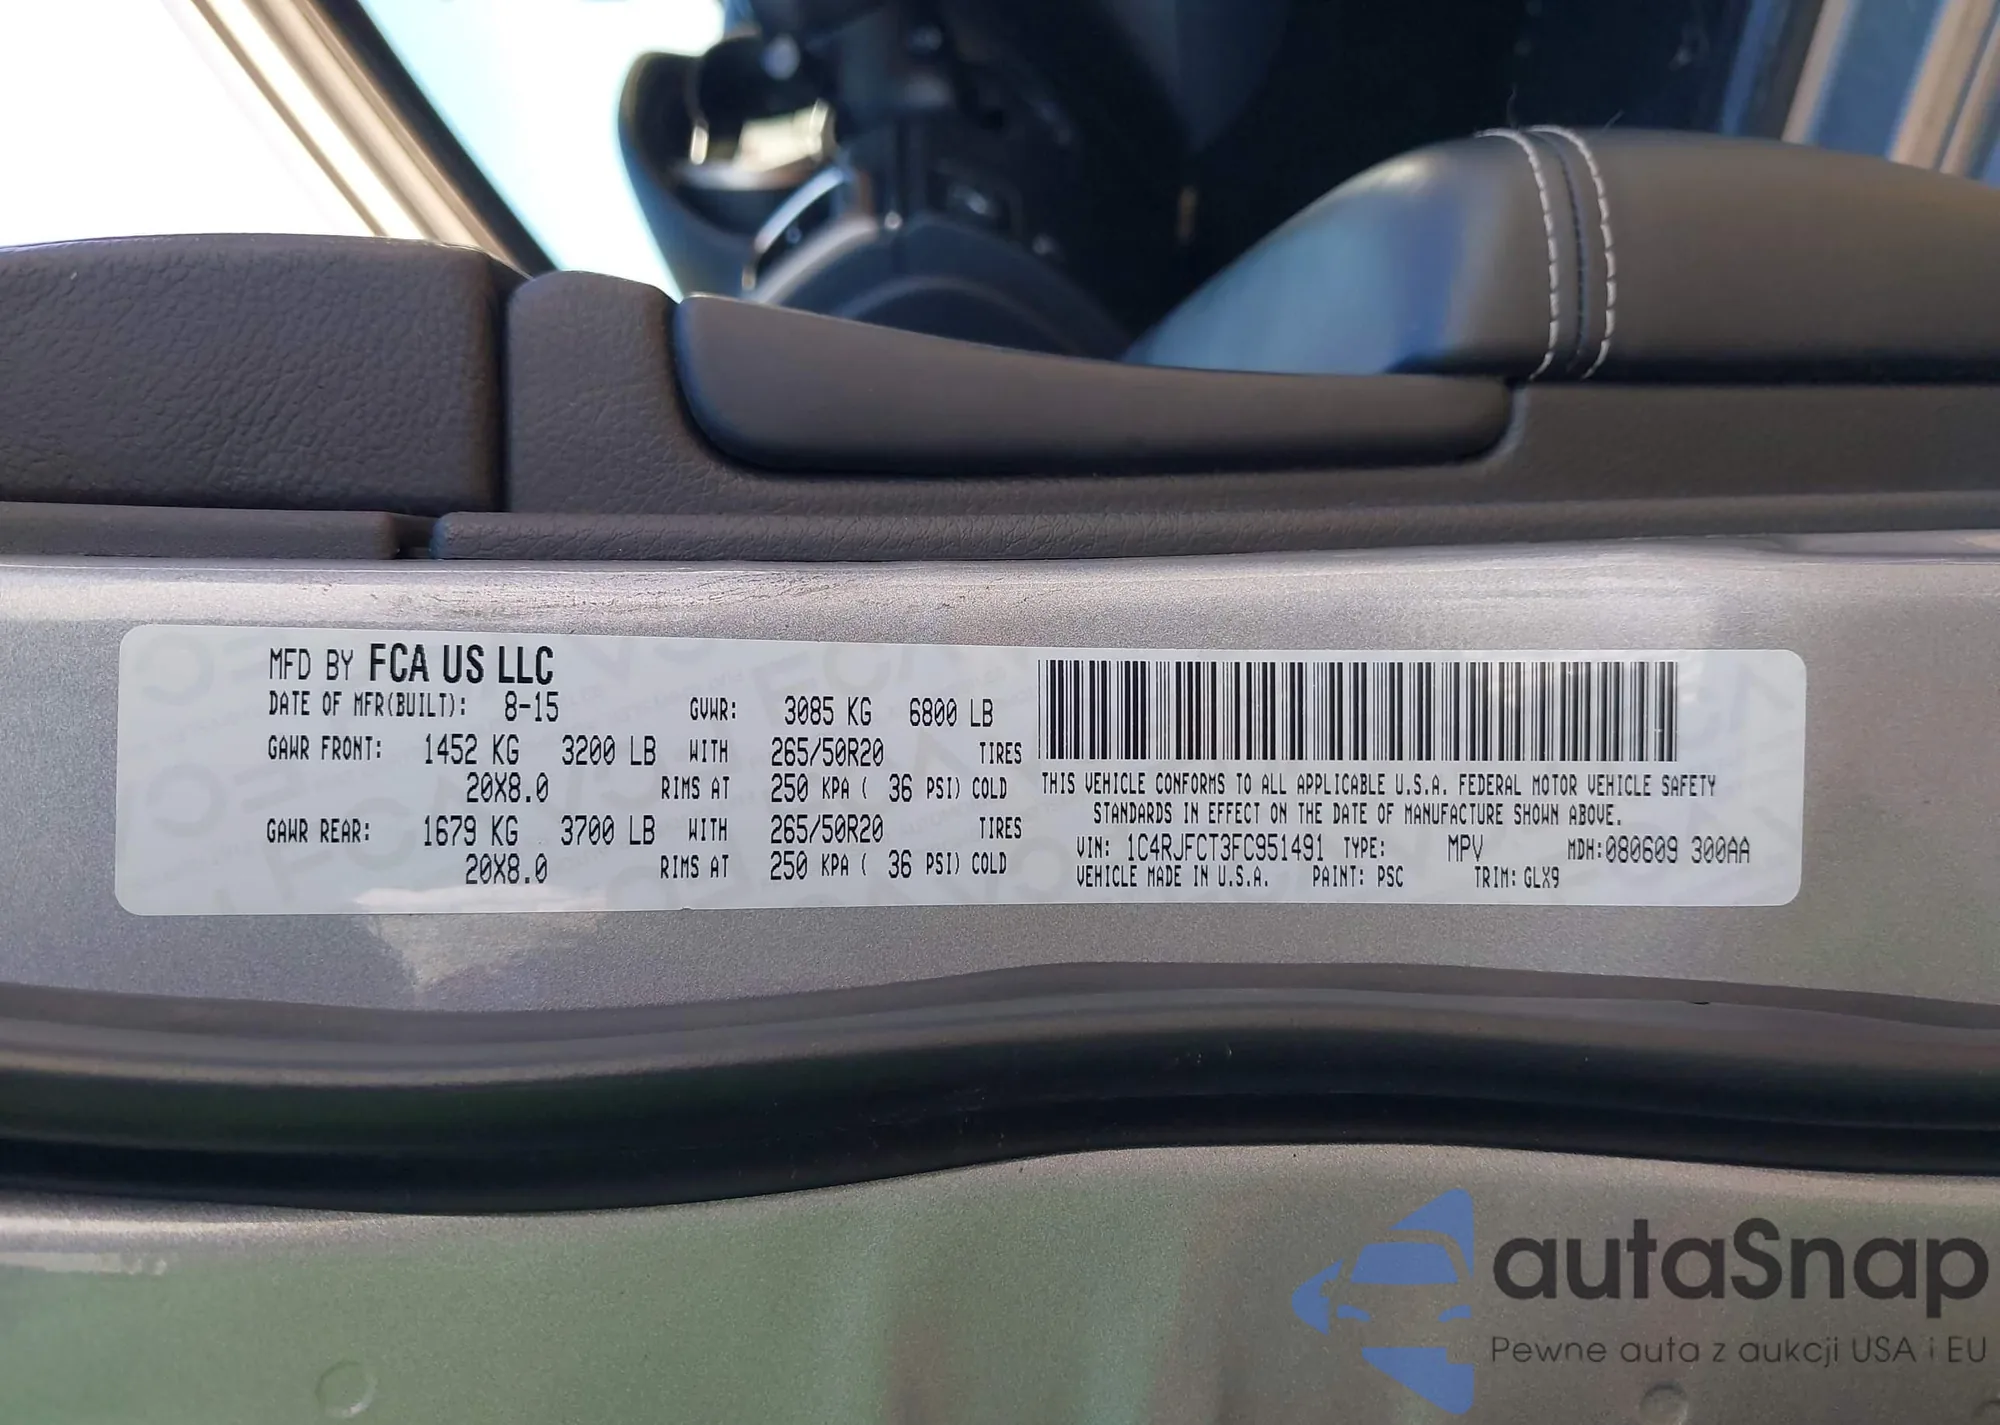 MFD BY FCA US LLC
DATE OF MFR(BUILT): 8-15 GVWR: 3085 KG 6800 LB
GAWR FRONT: 1452 KG 3200 LB WITH 265/50R20 TIRES
20X8.0 RIMS AT 250 KPA ( 36 PSI) COLD
GAWR REAR: 1679 KG 3700 LB WITH 265/50R20 TIRES
20X8.0 RIMS AT 250 KPA ( 36 PSI) COLD
THIS VEHICLE CONFORMS TO ALL APPLICABLE U.S.A. FEDERAL MOTOR VEHICLE SAFETY
STANDARDS IN EFFECT ON THE DATE OF MANUFACTURE SHOWN ABOVE.
VIN: 1C4RJFCT3FC951491 TYPE: MPV MDH:080609 300AA
VEHICLE MADE IN U.S.A. PAINT: PSC TRIM: GLX9
autaSnap
Pewne auta z aukcji USA i EU